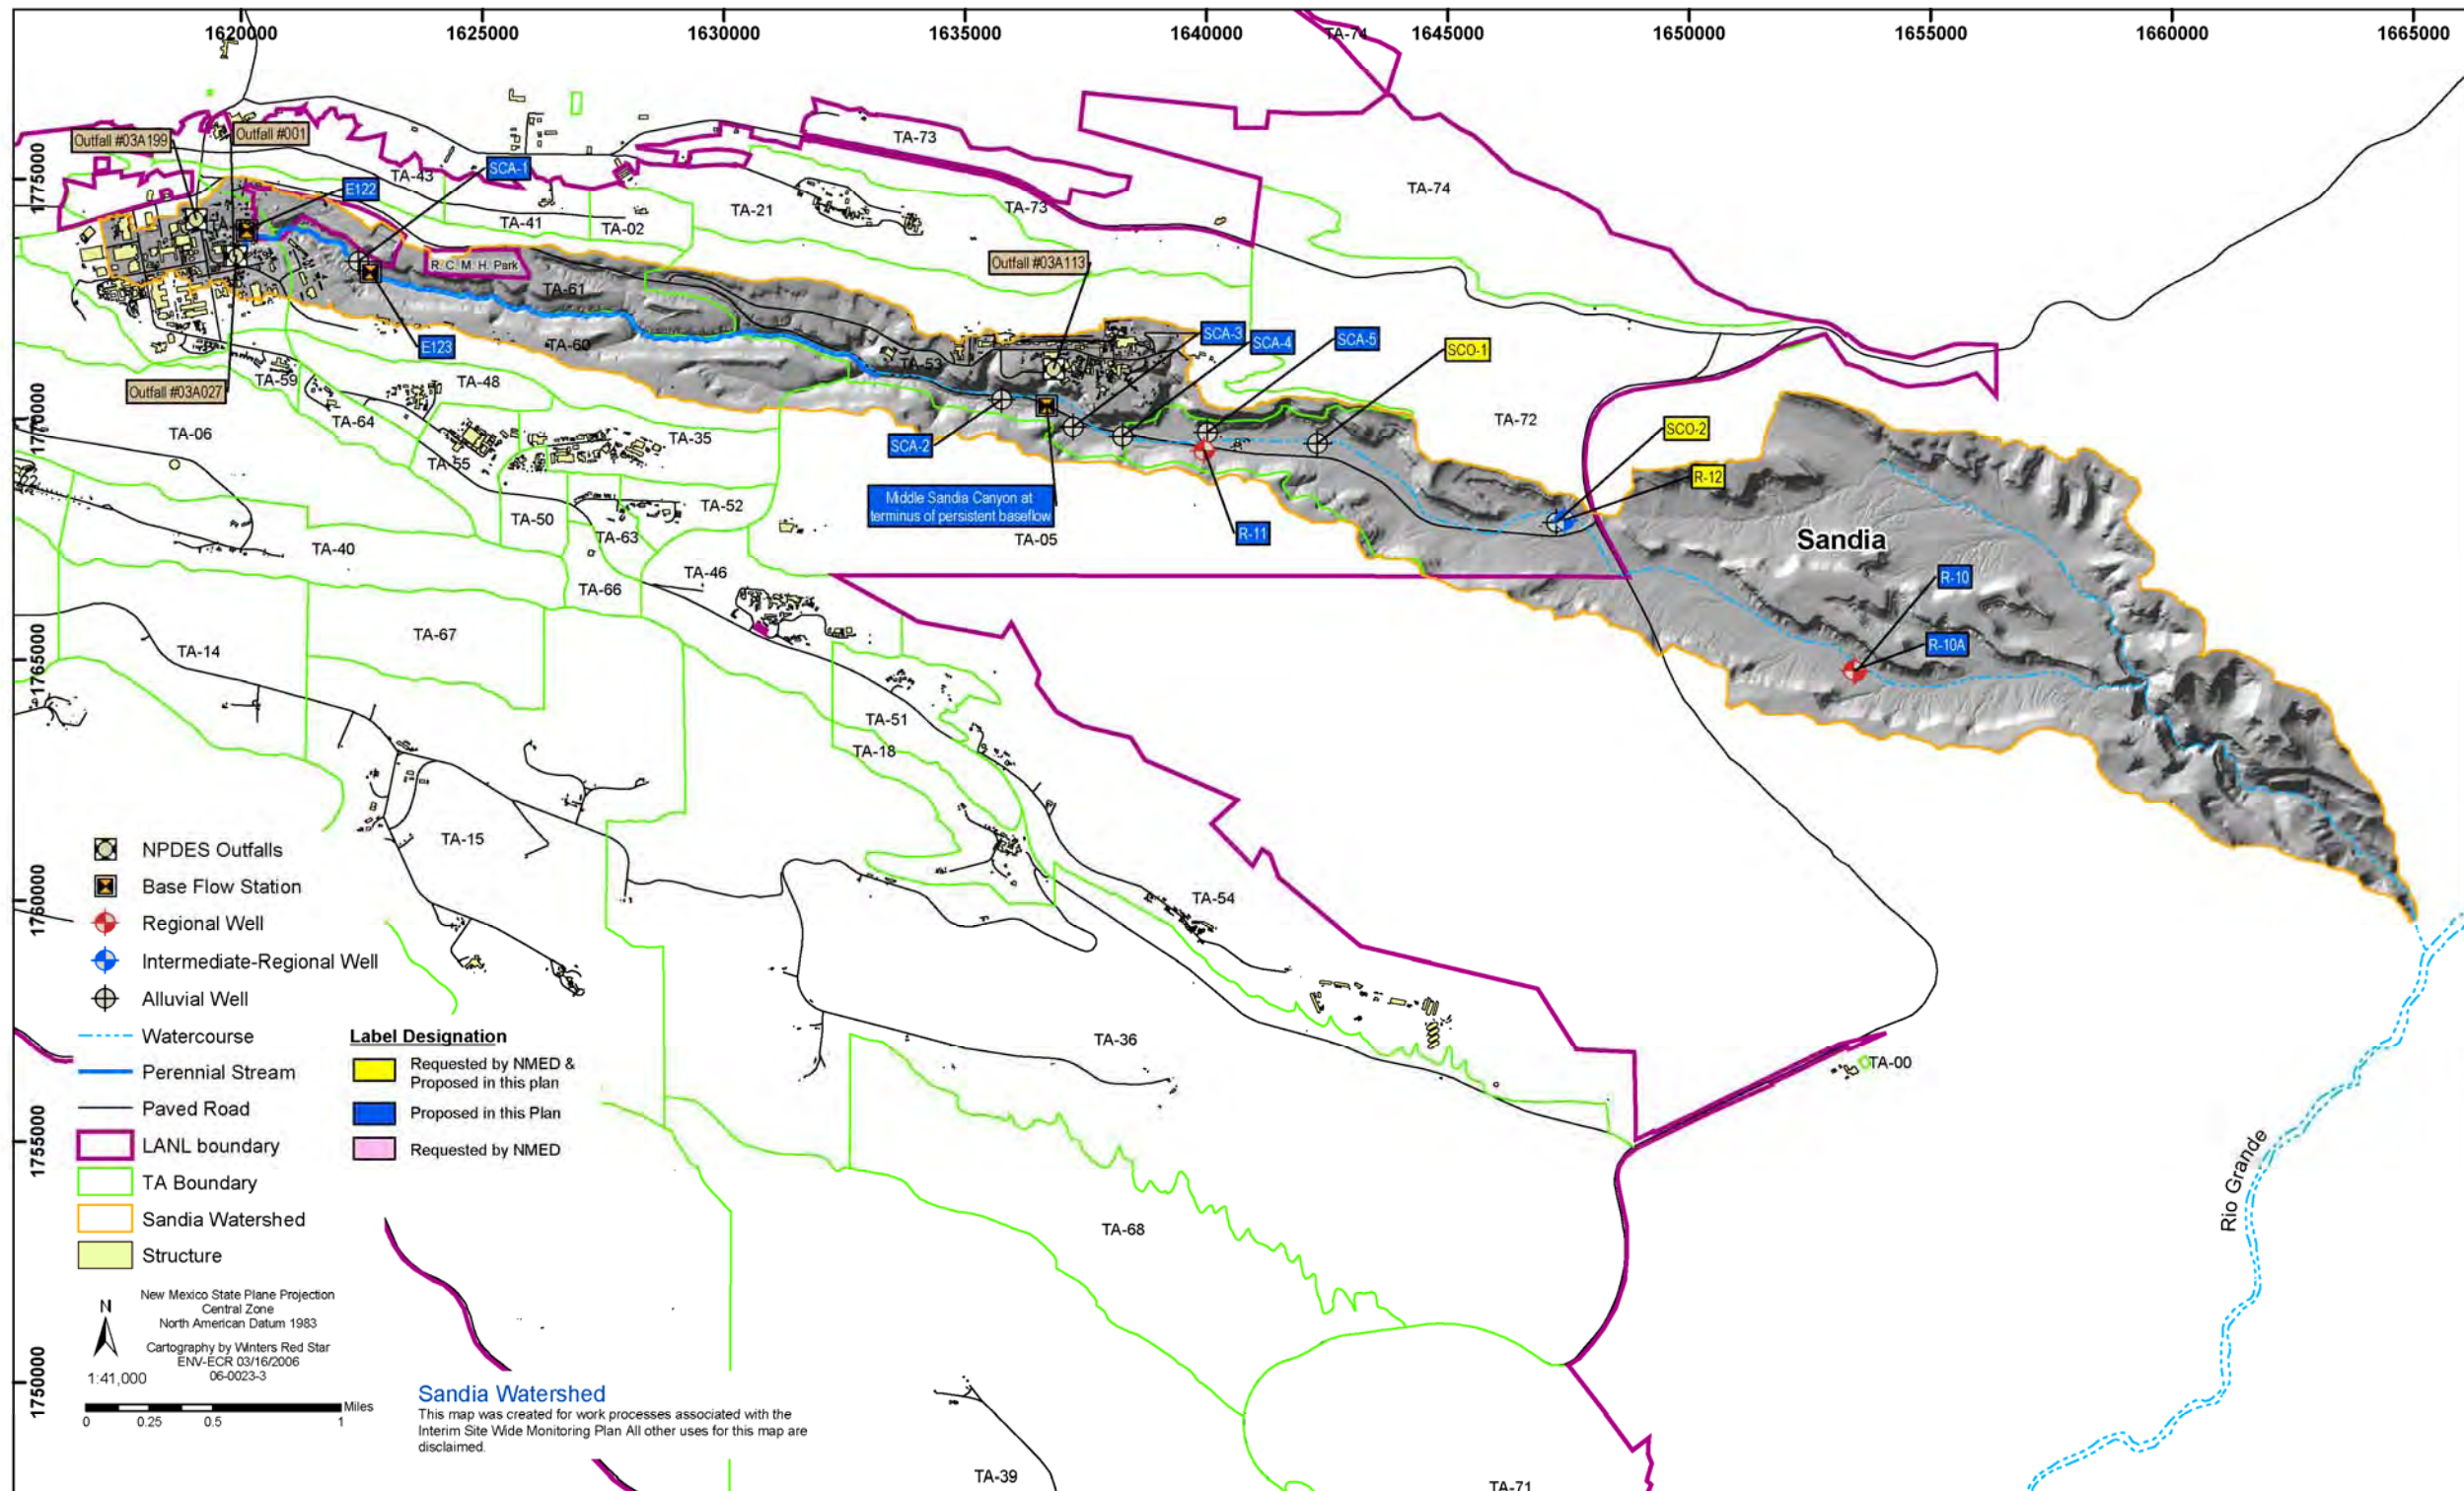 1620000
1625000
1630000
1635000
1640000
1645000
1650000
1655000
1660000
1665000
TA-74
Outfall #03A199
Outfall #001
TA-73
SCA-1
1775000
TA-43
E122
TA-74
TA-41
TA-02
TA-21
TA-73
R. C. M. H. Park
Outfall #03A113
TA-61
E123
TA-60
SCA-3
SCA-4
SCA-5
SCO-1
TA-53
Outfall #03A027
TA-59
TA-48
1770000
TA-06
TA-64
TA-35
TA-72
SCO-2
SCA-2
TA-55
R-12
Middle Sandia Canyon at
terminus of persistent baseflow
TA-52
TA-50
TA-63
R-11
TA-05
Sandia
TA-40
TA-46
TA-66
R-10
TA-67
R-10A
TA-14
1765000
TA-51
TA-18
TA-15
TA-54
1760000
NPDES Outfalls
Base Flow Station
Regional Well
Intermediate-Regional Well
Alluvial Well
Watercourse
Perennial Stream
Paved Road
LANL boundary
TA Boundary
Sandia Watershed
Structure
Label Designation
Requested by NMED &
Proposed in this plan
Proposed in this Plan
Requested by NMED
TA-36
TA-00
1755000
TA-68
Rio Grande
N
New Mexico State Plane Projection
Central Zone
North American Datum 1983
Cartography by Winters Red Star
ENV-ECR 03/16/2006
06-0023-3
1:41,000
1750000
Miles
0
0.25
0.5
1
Sandia Watershed
This map was created for work processes associated with the
Interim Site Wide Monitoring Plan All other uses for this map are
disclaimed.
TA-39
TA-71